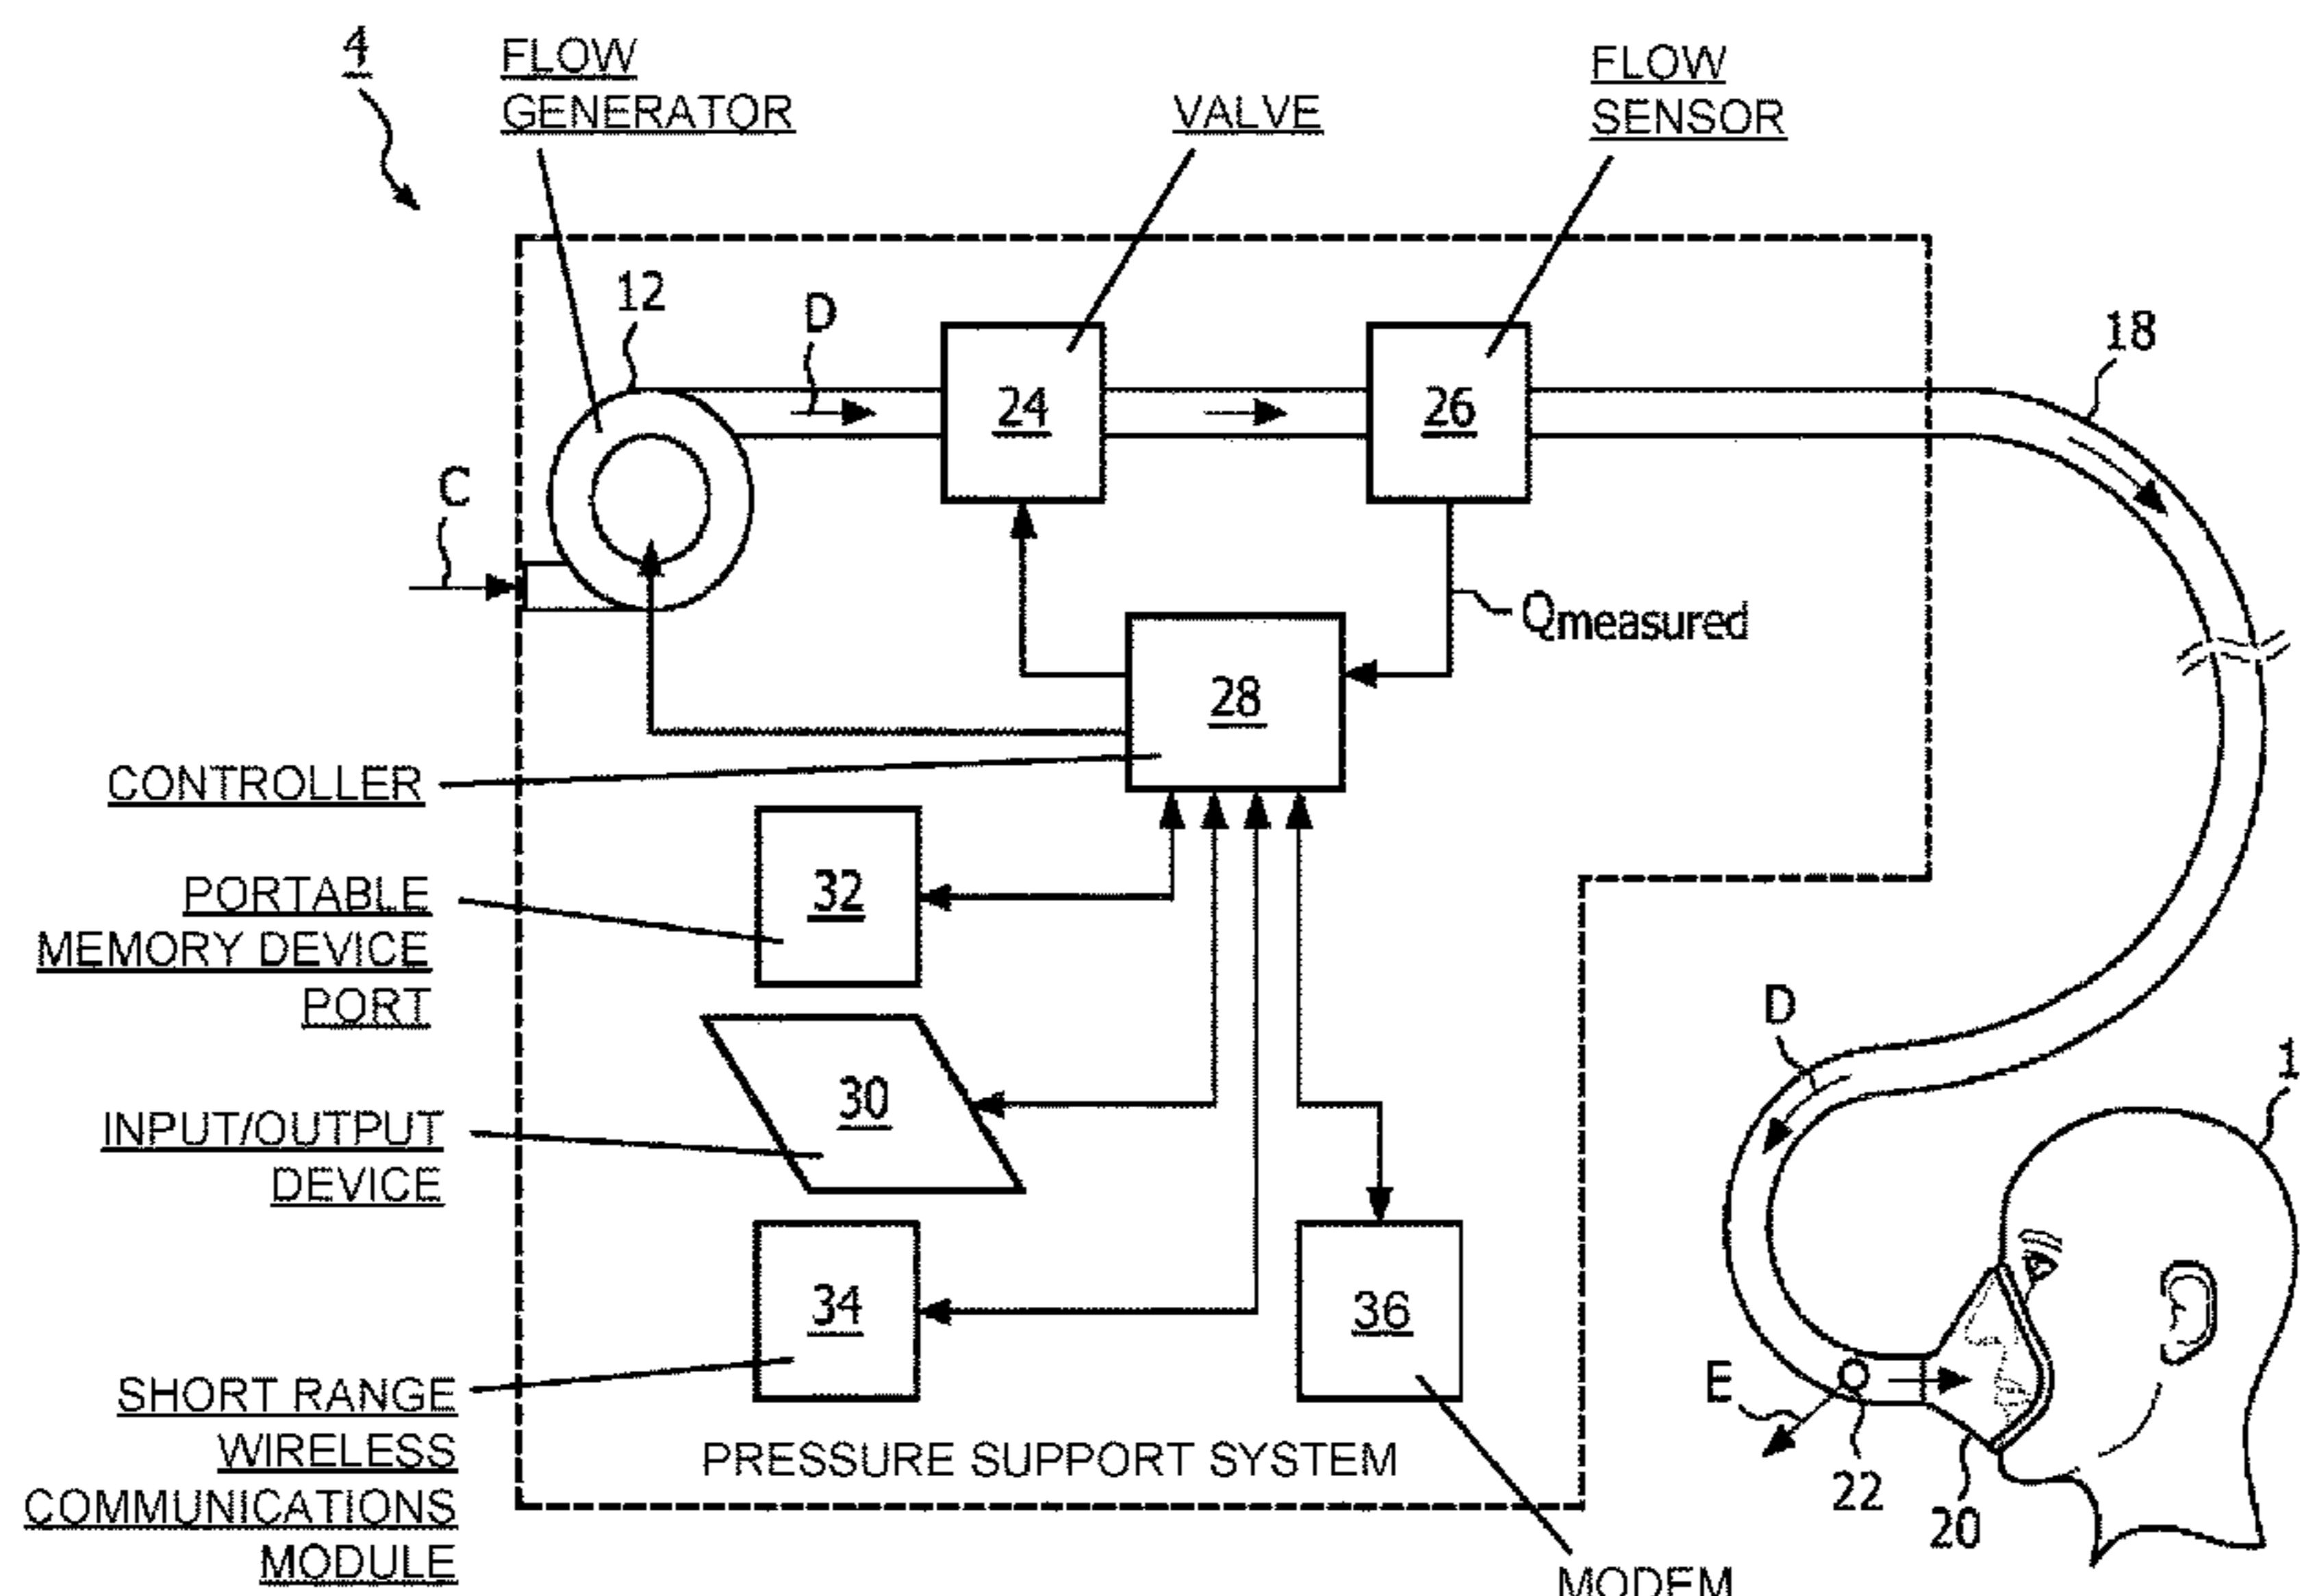 4
FLOW
GENERATOR
VALVE
FLOW
SENSOR
12
D
18
24
26
C
Qmeasured
28
CONTROLLER
32
PORTABLE
MEMORY DEVICE
PORT
D
1
30
INPUT/OUTPUT
DEVICE
34
36
SHORT RANGE
WIRELESS
COMMUNICATIONS
MODULE
PRESSURE SUPPORT SYSTEM
E
22
20
MODEM